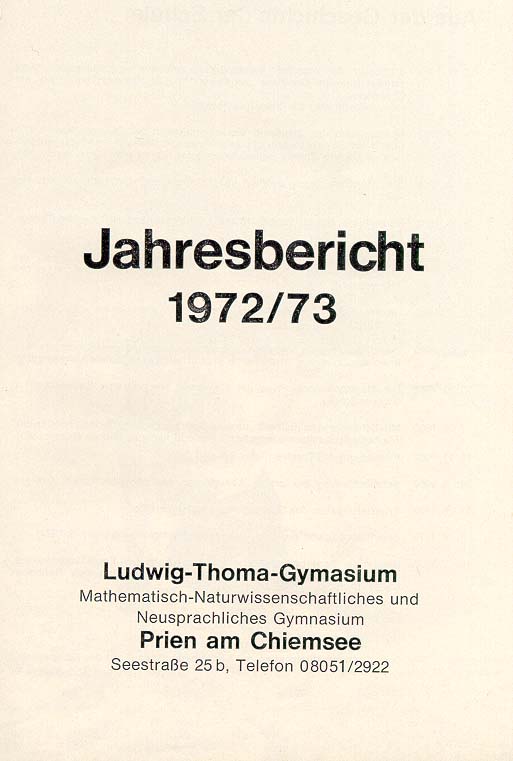 Jahresbericht
1972/73
Ludwig-Thoma-Gymasium
Mathematisch-Naturwissenschaftliches und
Neusprachliches Gymnasium
Prien am Chiemsee
Seestraße 25 b, Telefon 08051/2922